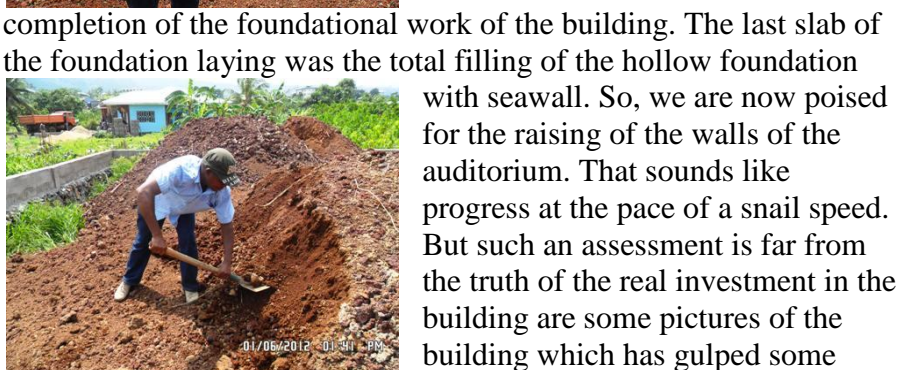 completion of the foundational work of the building. The last slab of
the foundation laying was the total filling of the hollow foundation
with seawall. So, we are now poised
for the raising of the walls of the
auditorium. That sounds like
progress at the pace of a snail speed.
But such an assessment is far from
the truth of the real investment in the
building are some pictures of the
building which has gulped some
01/06/2012 01:41 PM